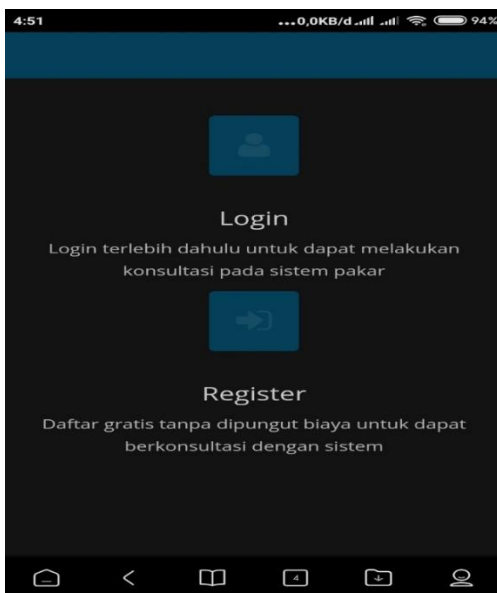 4:51 ...0,0KB/d 94%
Login
Login terlebih dahulu untuk dapat melakukan
konsultasi pada sistem pakar
Register
Daftar gratis tanpa dipungut biaya untuk dapat
berkonsultasi dengan sistem
4